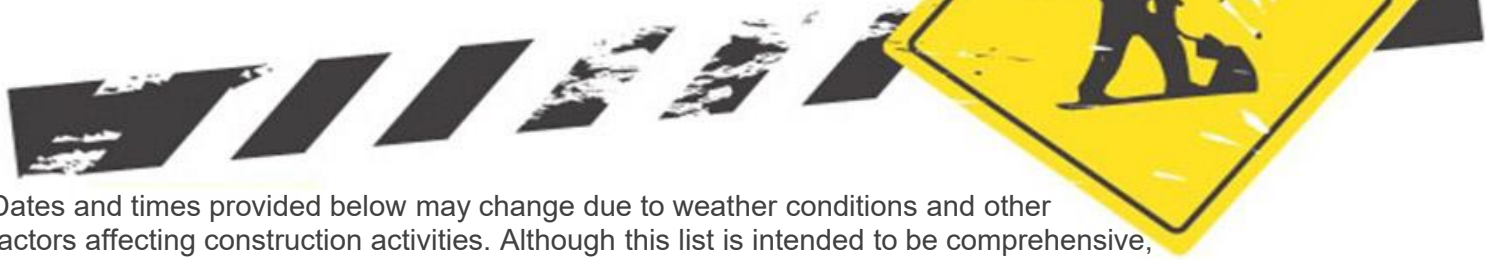 Dates and times provided below may change due to weather conditions and other
actors affecting construction activities. Although this list is intended to be comprehensive,